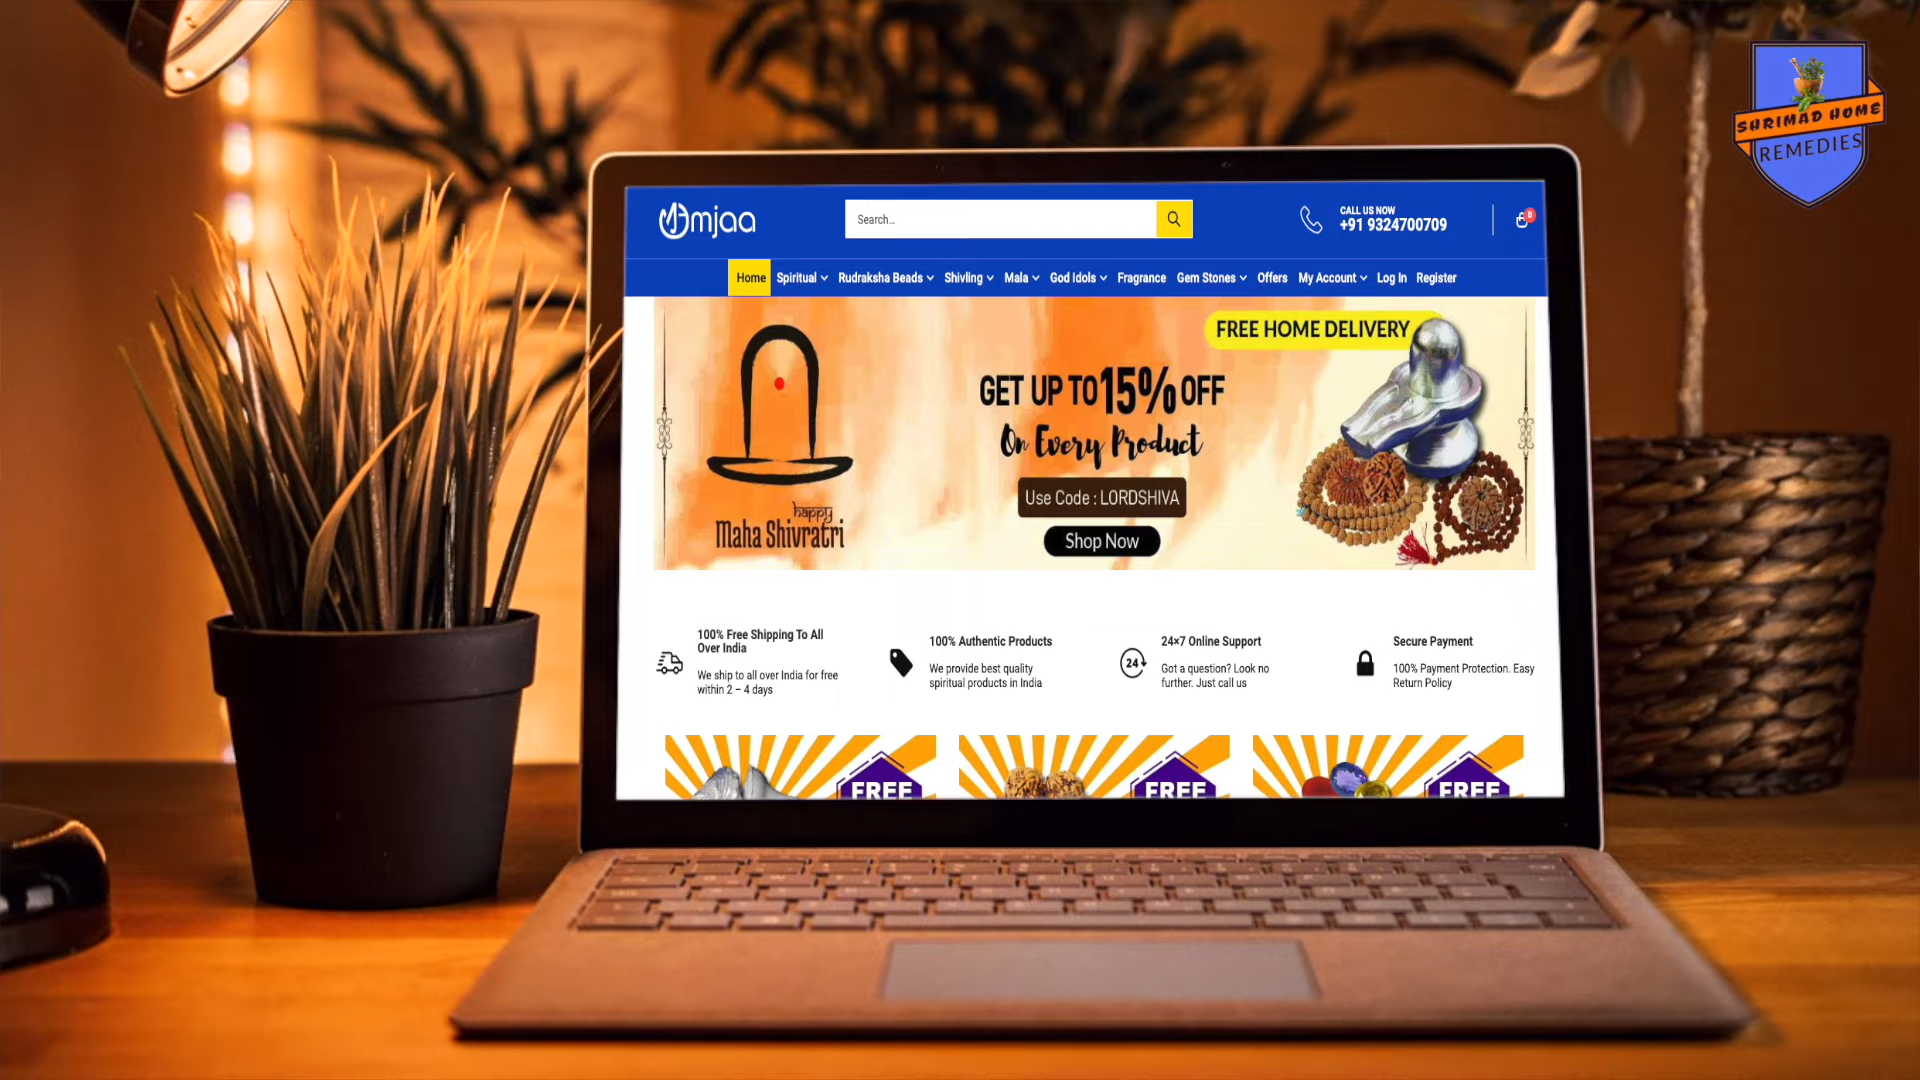 SHRIMAD HOME
REMEDIES
Omjaa
Search...
CALL US NOW
+91 9324700709
0
Home Spiritual Rudraksha Beads Shivling Mala God Idols Fragrance Gem Stones Offers My Account Log In Register
FREE HOME DELIVERY
GET UP TO 15% OFF
On Every Product
Use Code : LORDSHIVA
Shop Now
happy
Maha Shivratri
100% Free Shipping To All
Over India
We ship to all over India for free
within 2 – 4 days
100% Authentic Products
We provide best quality
spiritual products in India
24
24×7 Online Support
Got a question? Look no
further. Just call us
Secure Payment
100% Payment Protection. Easy
Return Policy
FREE
FREE
FREE